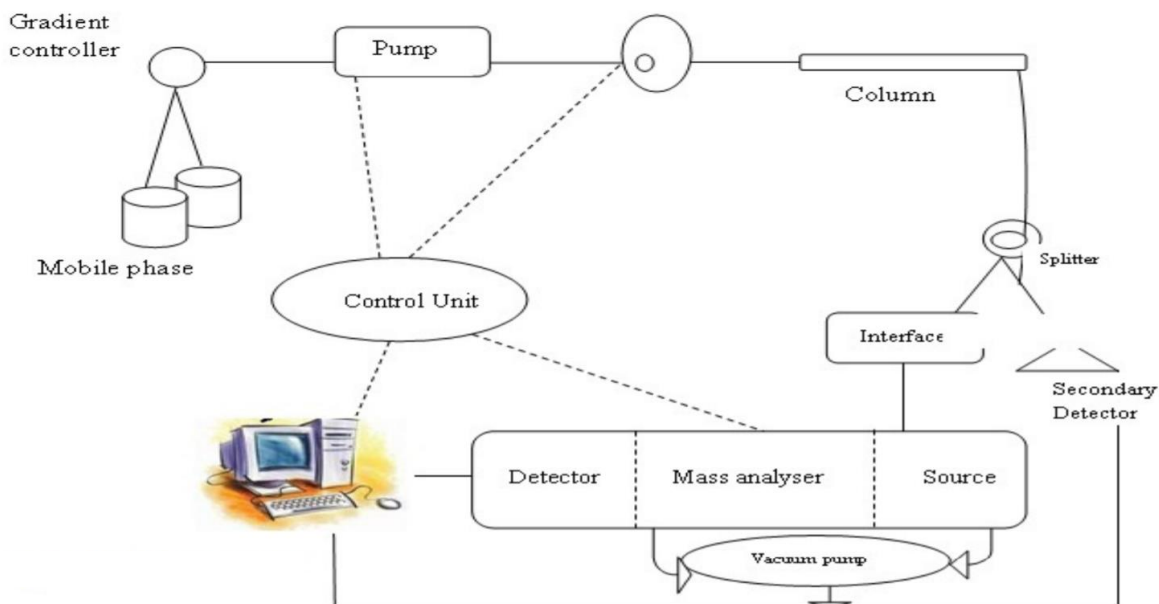 Gradient
controller
Pump
Column
Mobile phase
Splitter
Control Unit
Interface
Secondary
Detector
Detector
Mass analyser
Source
Vacuum pump